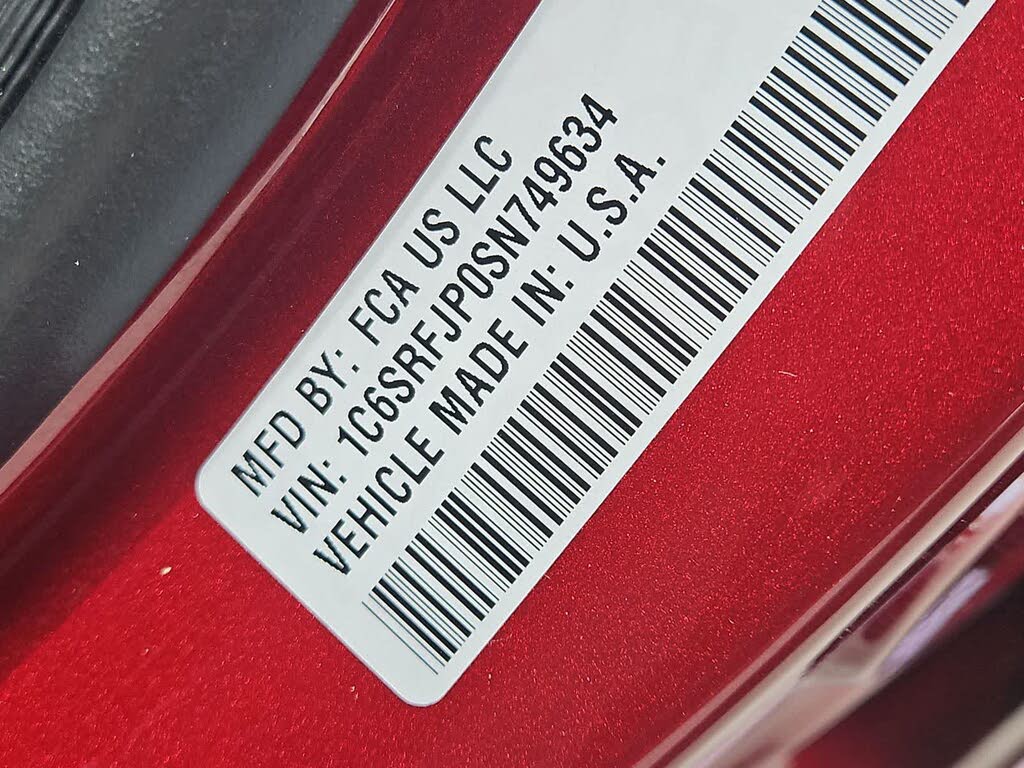 MFD BY: FCA US LLC
VIN: 1C6SRFJP0SN749634
VEHICLE MADE IN: U.S.A.